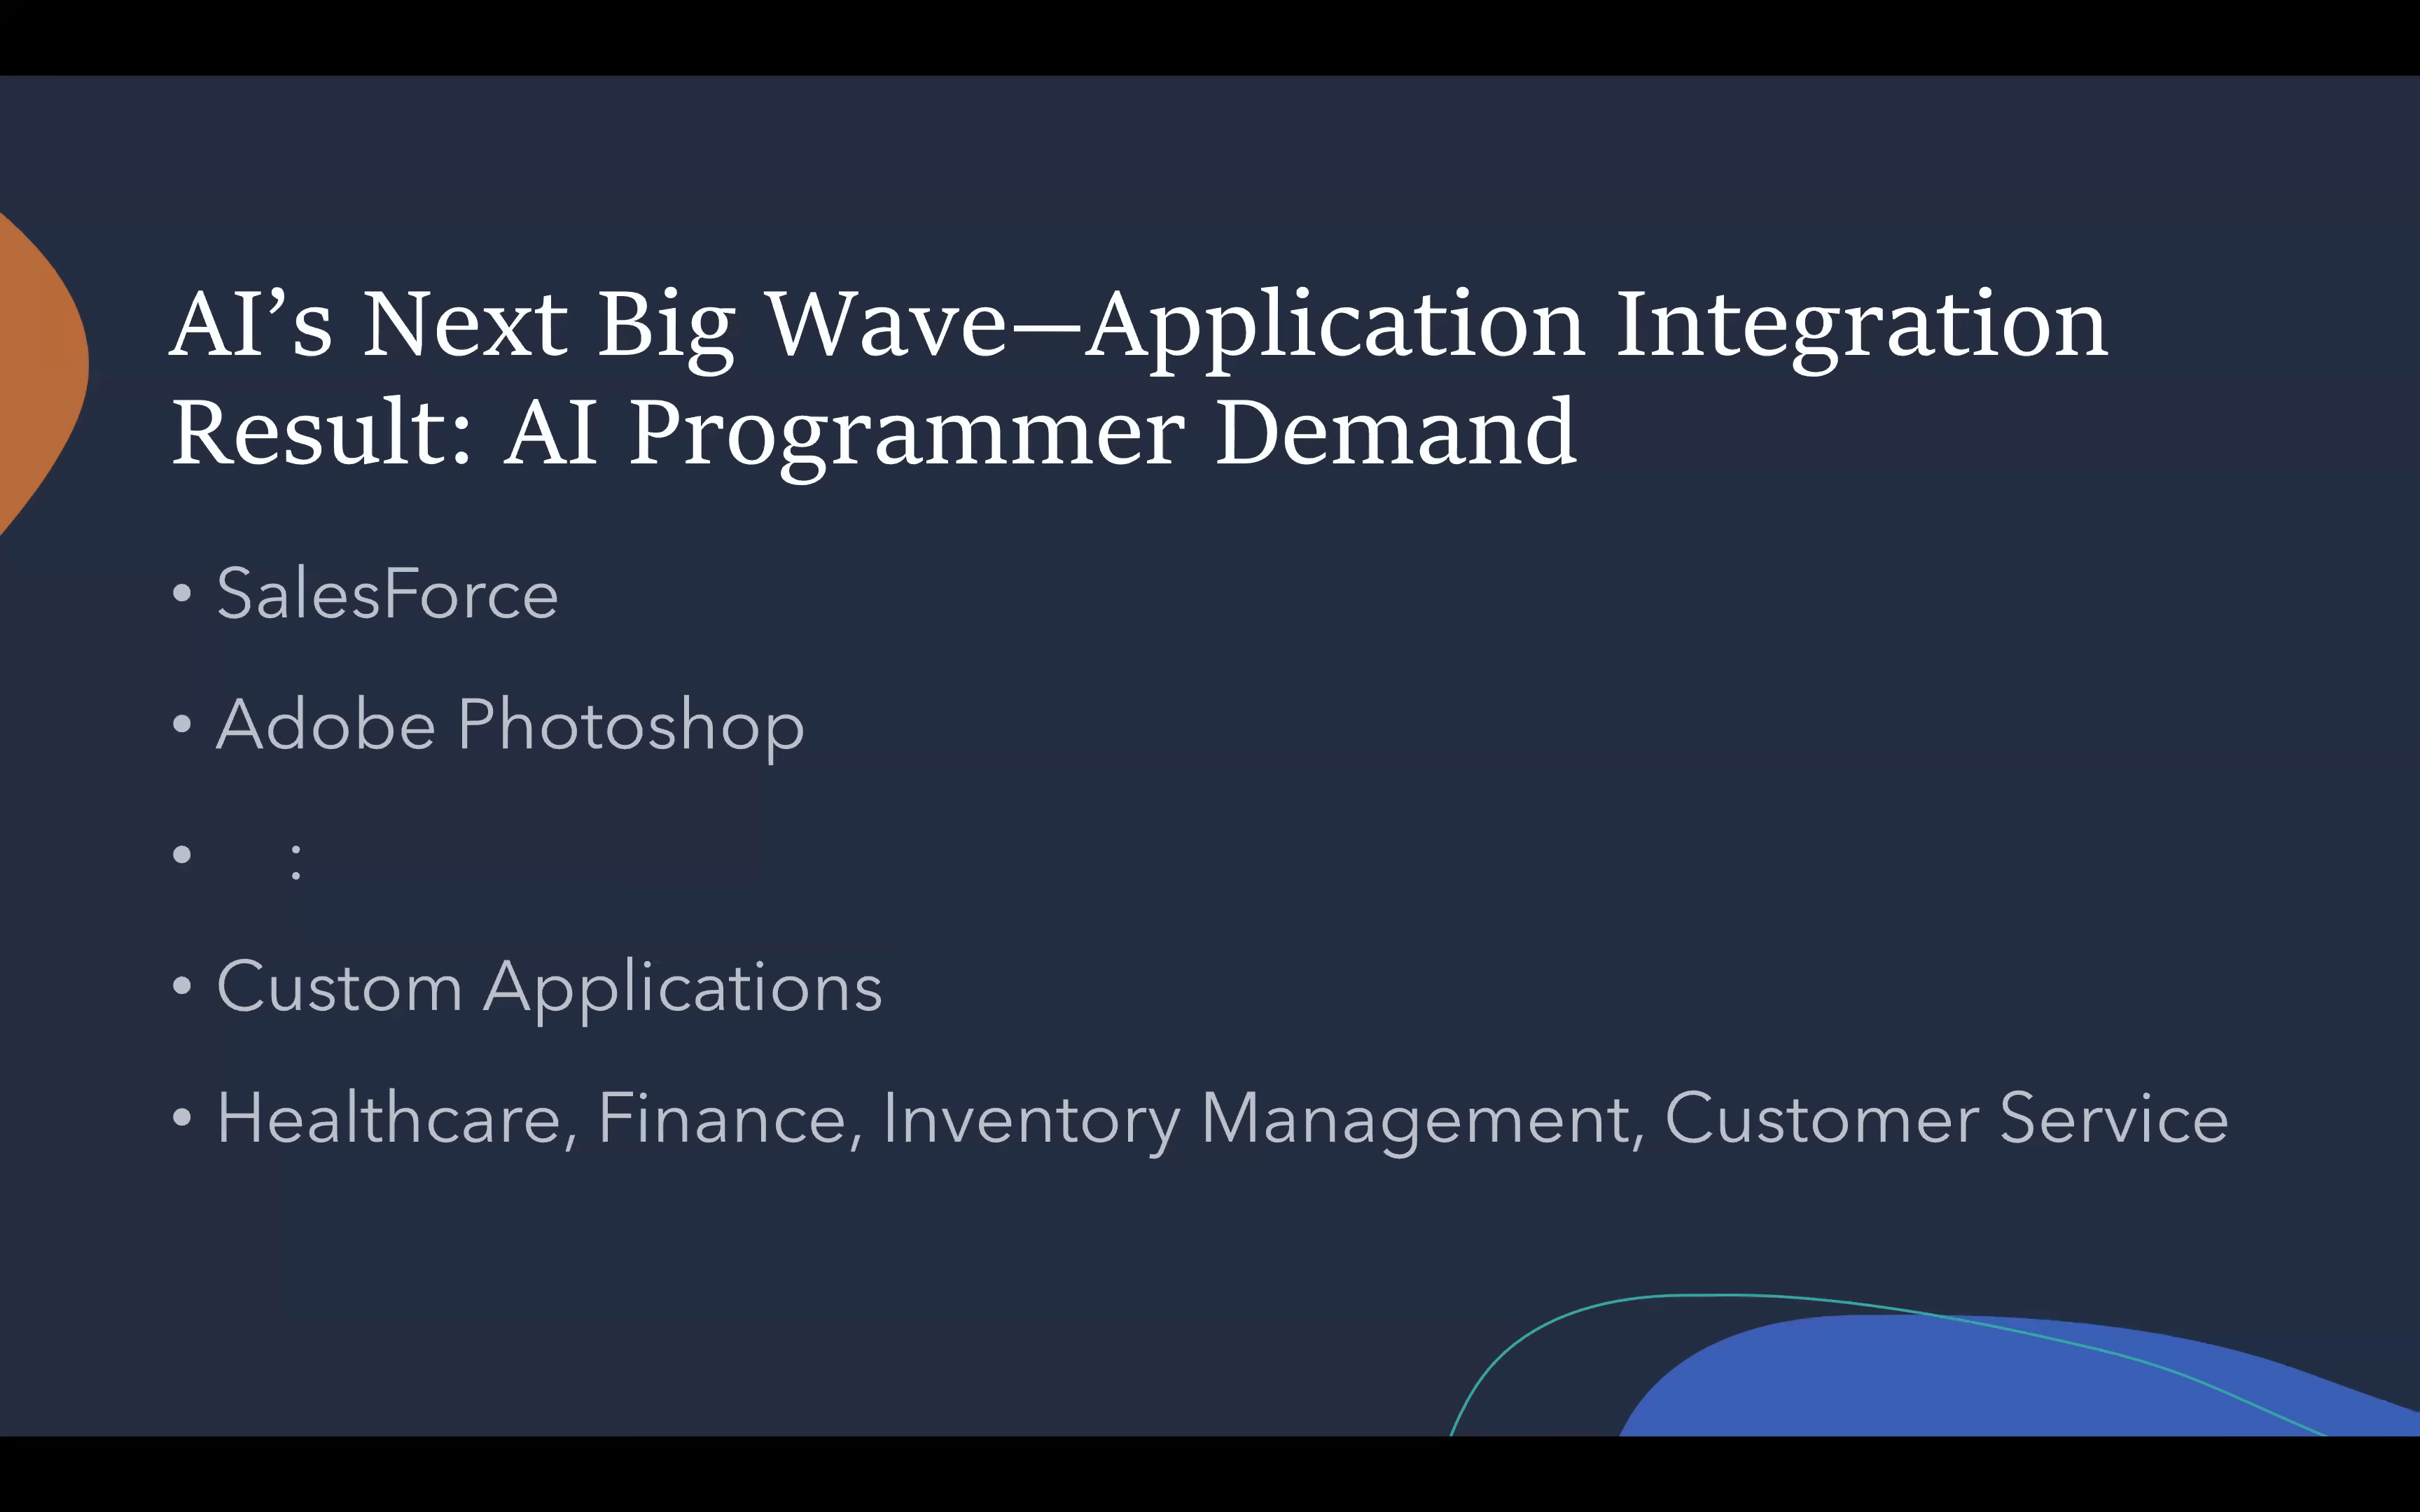 AI’s Next Big Wave—Application Integration
Result: AI Programmer Demand
• SalesForce
• Adobe Photoshop
• :
• Custom Applications
• Healthcare, Finance, Inventory Management, Customer Service